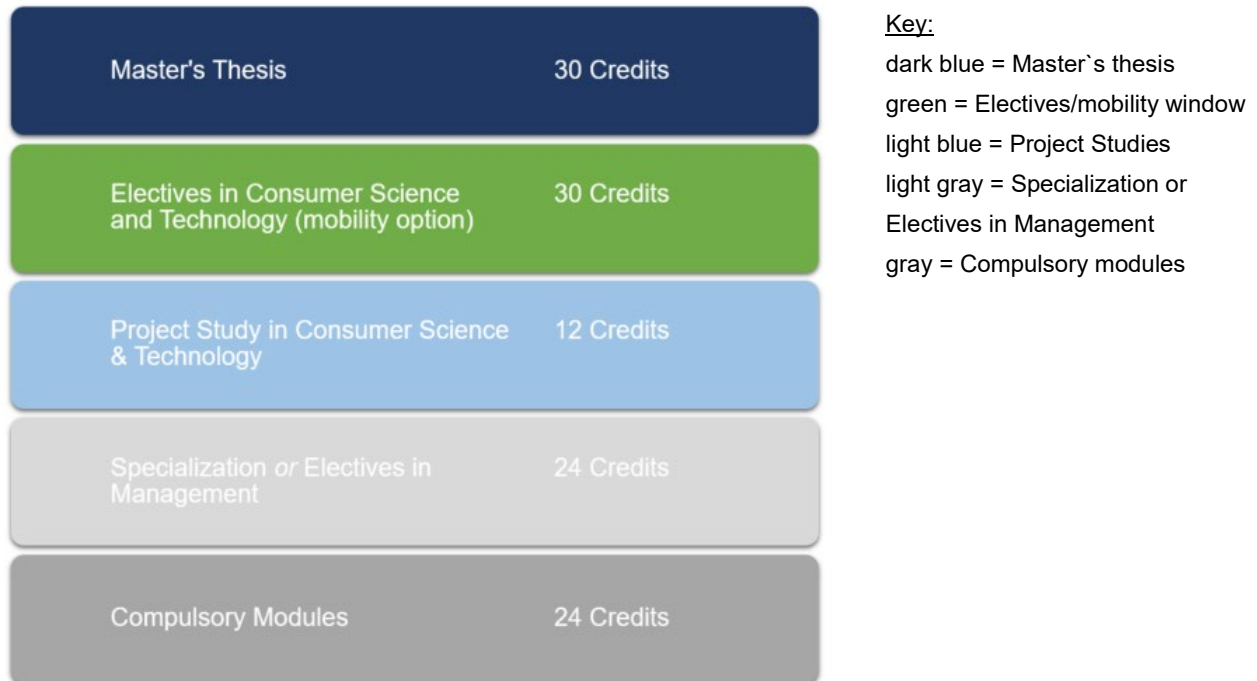 Master's Thesis 30 Credits
Electives in Consumer Science 30 Credits
and Technology (mobility option)
Project Study in Consumer Science 12 Credits
& Technology
Specialization or Electives in 24 Credits
Management
Compulsory Modules 24 Credits
Key:
dark blue = Master`s thesis
green = Electives/mobility window
light blue = Project Studies
light gray = Specialization or
Electives in Management
gray = Compulsory modules